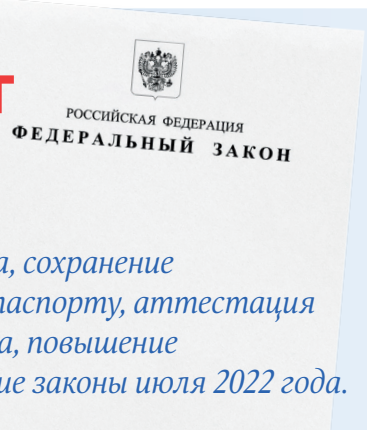 т
РОССИЙСКАЯ ФЕДЕРАЦИЯ
ФЕДЕРАЛЬНЫЙ ЗАКОН
а, сохранение
паспорту, аттестация
а, повышение
ие законы июля 2022 года.